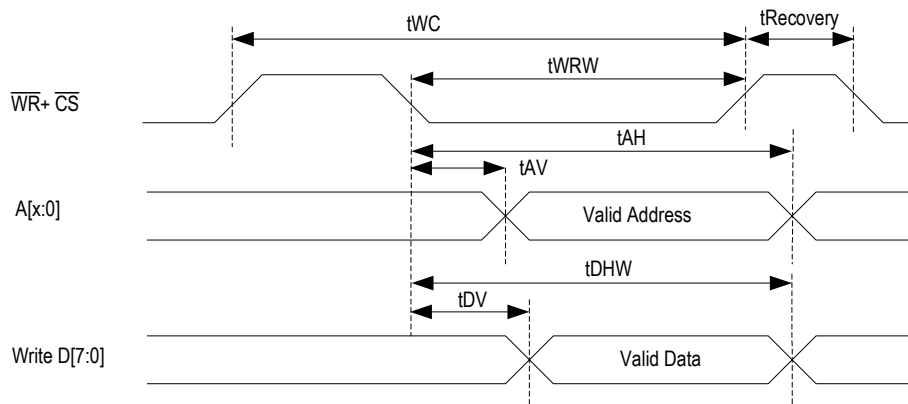 tWC
tRecovery
tWRW
WR+ CS
tAH
tAV
A[x:0]
Valid Address
tDHW
tDV
Write D[7:0]
Valid Data